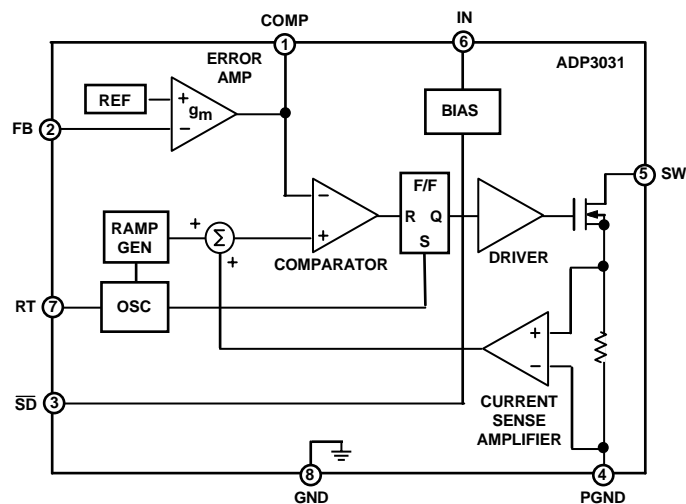 COMP
IN
1
6
ERROR
AMP
ADP3031
REF
+
gm
−
BIAS
FB
2
5
SW
F/F
−
R
Q
S
+
RAMP
GEN
+
Σ
+
COMPARATOR
DRIVER
RT
7
OSC
+
−
SD
3
CURRENT
SENSE
AMPLIFIER
8
4
GND
PGND